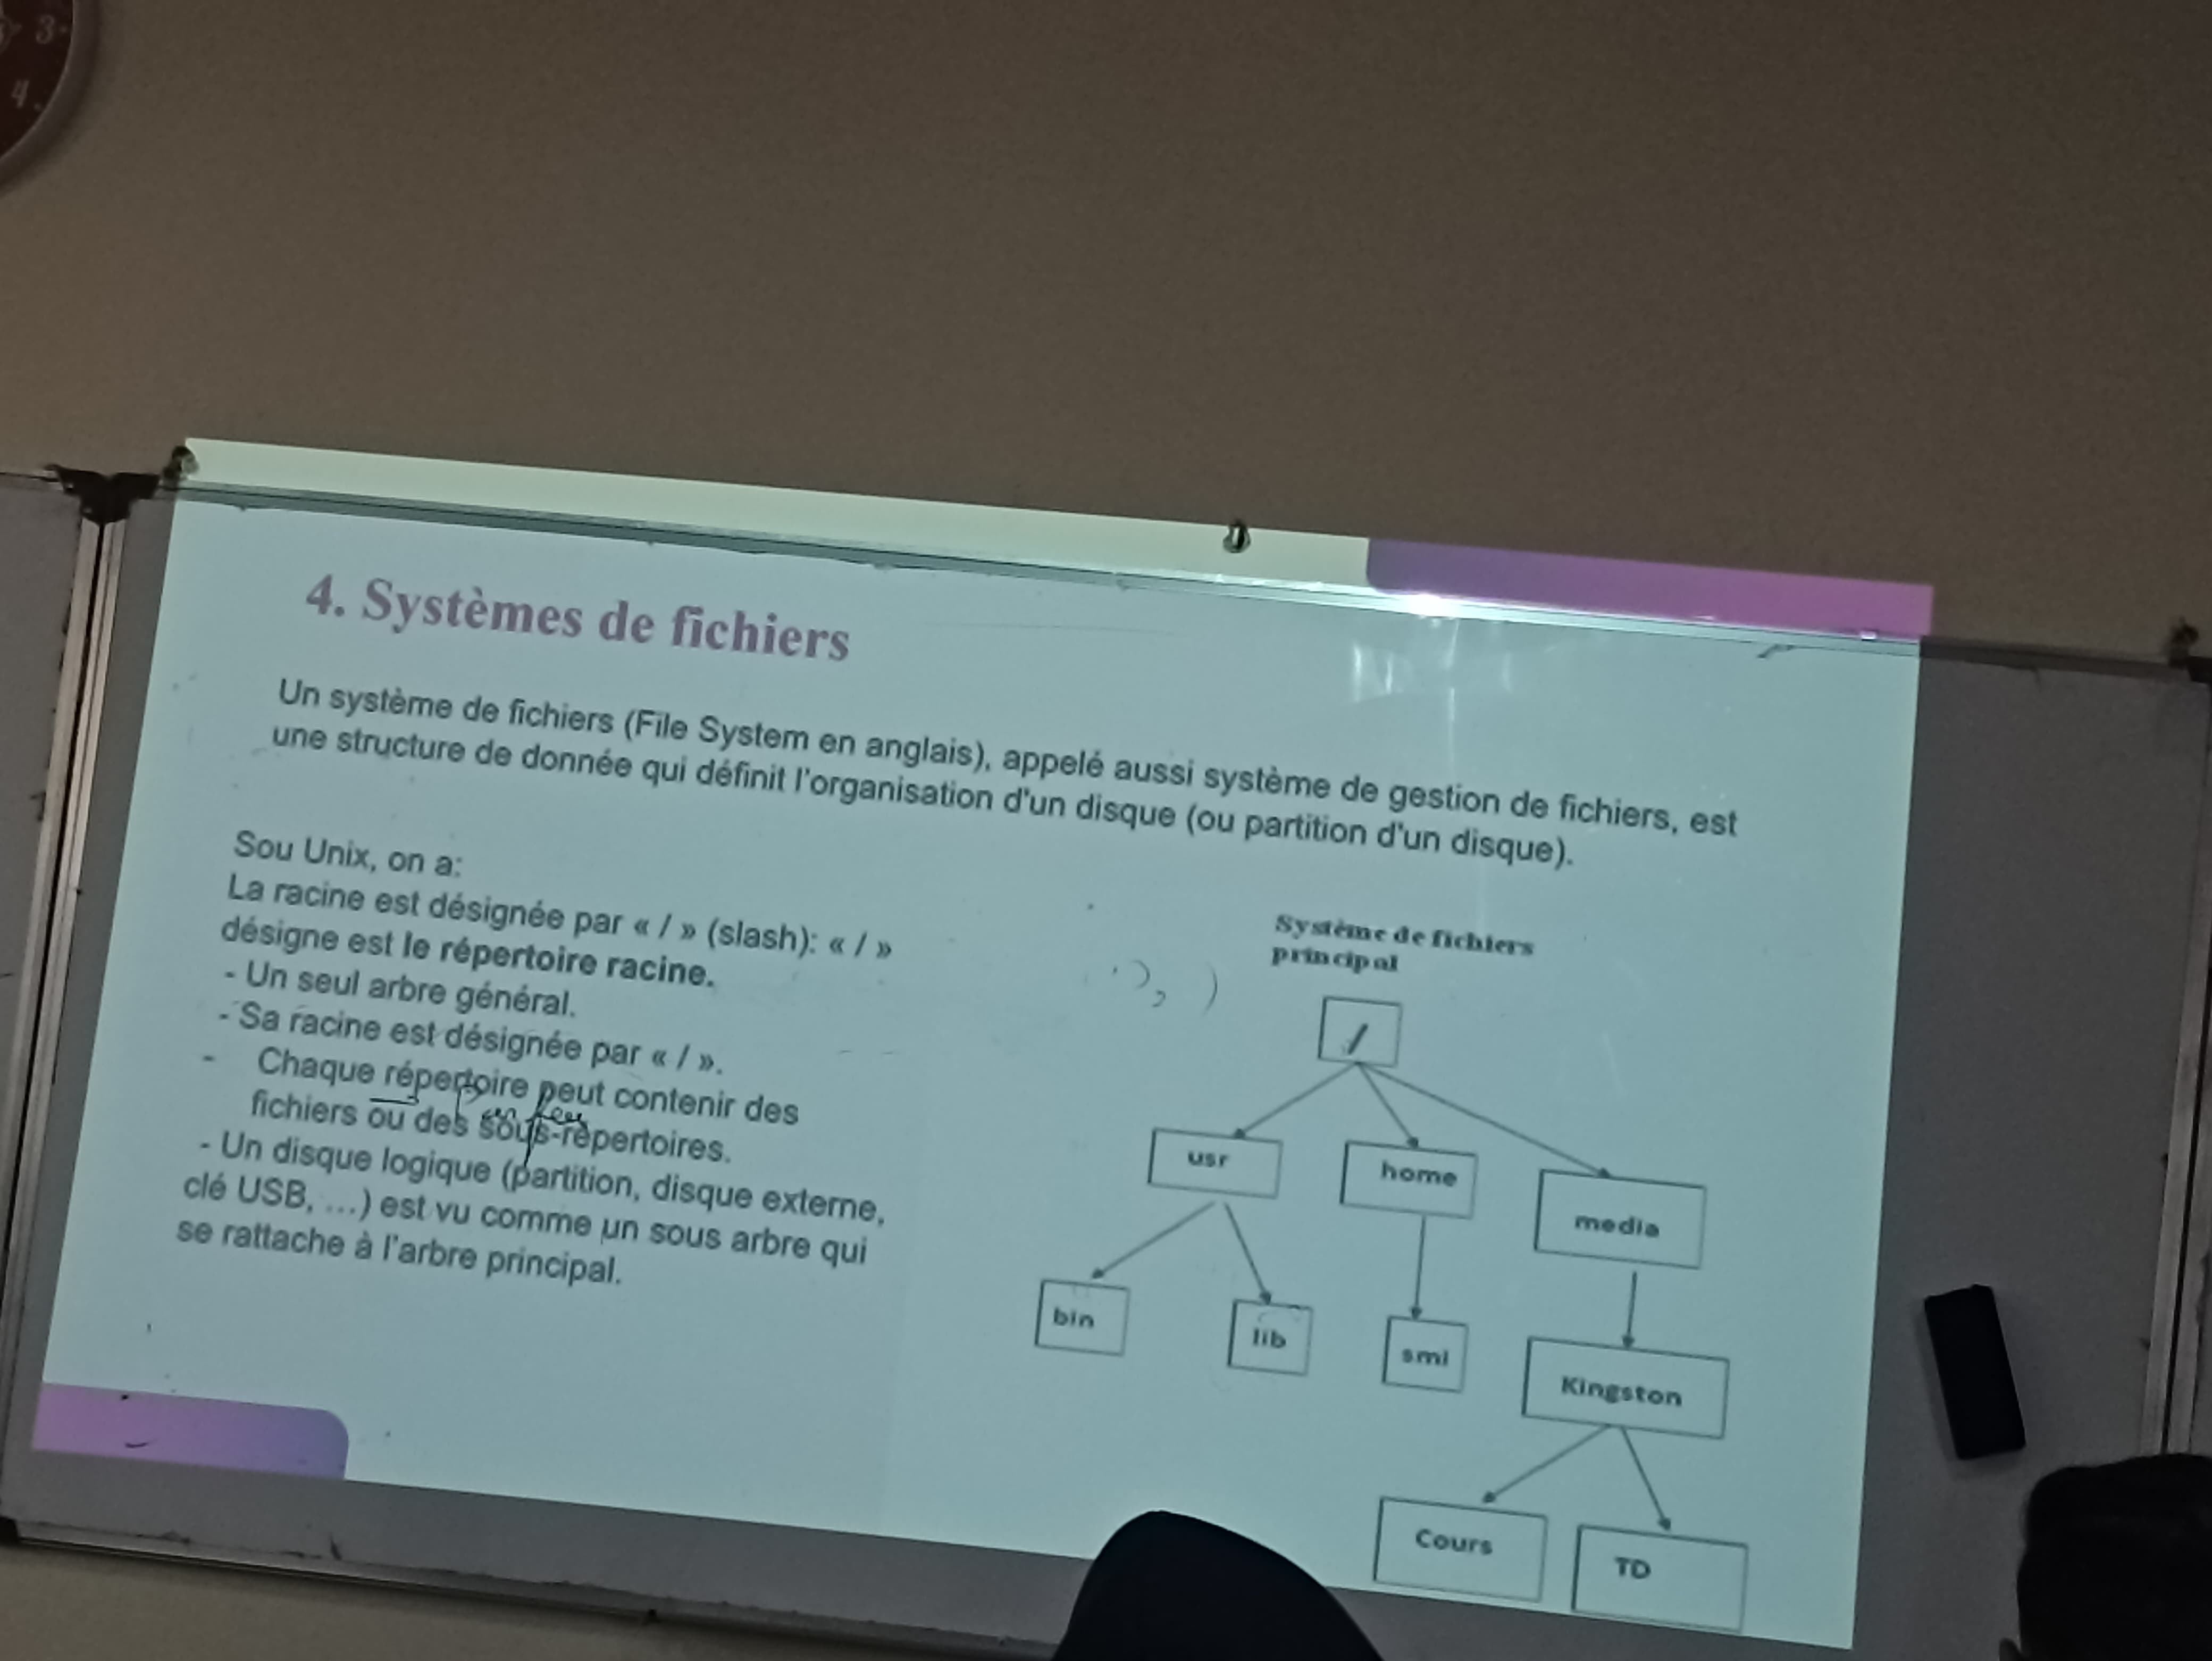 3
4
4. Systèmes de fichiers
Un système de fichiers (File System en anglais), appelé aussi système de gestion de fichiers, est
une structure de donnée qui définit l'organisation d'un disque (ou partition d'un disque).
Sou Unix, on a:
La racine est désignée par « / » (slash): « / »
désigne est le répertoire racine.
- Un seul arbre général.
- Sa racine est désignée par « / ».
- Chaque répertoire peut contenir des
fichiers ou des sous-répertoires.
- Un disque logique (partition, disque externe,
clé USB, ...) est vu comme un sous arbre qui
se rattache à l'arbre principal.
Système de fichiers
principal
/
usr
home
media
bin
lib
smi
Kingston
Cours
TD